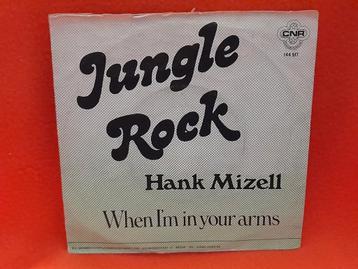 CNR
144 517
Jungle
Rock
Hank Mizell
When I'm in your arms